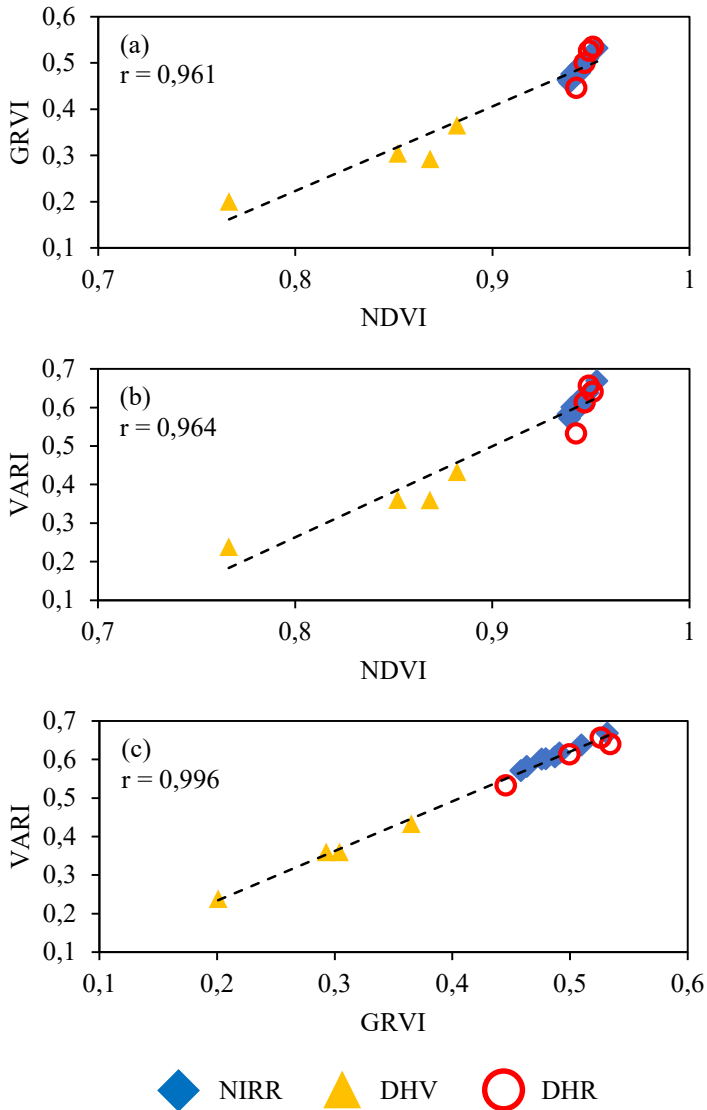 0,6
0,5
0,4
0,3
0,2
0,1
GRVI
(a)
r = 0,961
0,7 0,8 0,9 1
NDVI
0,7
0,6
0,5
0,4
0,3
0,2
0,1
VARI
(b)
r = 0,964
0,7 0,8 0,9 1
NDVI
0,7
0,6
0,5
0,4
0,3
0,2
0,1
VARI
(c)
r = 0,996
0,1 0,2 0,3 0,4 0,5 0,6
GRVI
NIRR DHV DHR